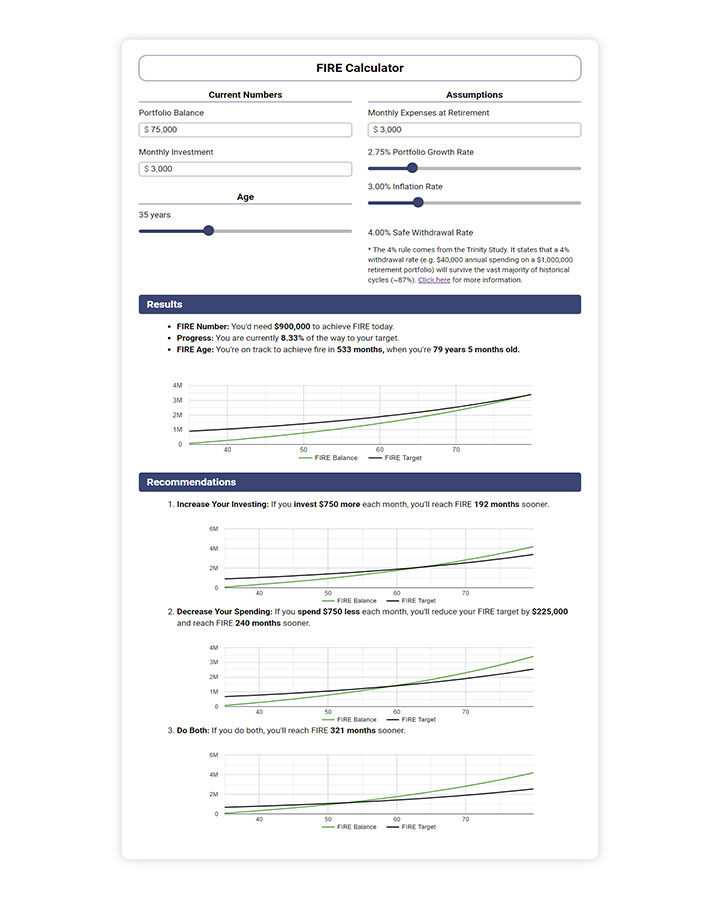 FIRE Calculator
Current Numbers
Portfolio Balance
$ 75,000
Monthly Investment
$ 3,000
Age
35 years
Assumptions
Monthly Expenses at Retirement
$ 3,000
2.75% Portfolio Growth Rate
3.00% Inflation Rate
4.00% Safe Withdrawal Rate
* The 4% rule comes from the Trinity Study. It states that a 4%
withdrawal rate (e.g. $40,000 annual spending on a $1,000,000
retirement portfolio) will survive the vast majority of historical
cycles (~87%). Click here for more information.
Results
• FIRE Number: You'd need $900,000 to achieve FIRE today.
• Progress: You are currently 8.33% of the way to your target.
• FIRE Age: You're on track to achieve fire in 533 months, when you're 79 years 5 months old.
4M
3M
2M
1M
0
40 50 60 70
FIRE Balance FIRE Target
Recommendations
1. Increase Your Investing: If you invest $750 more each month, you'll reach FIRE 192 months sooner.
6M
4M
2M
0
40 50 60 70
FIRE Balance FIRE Target
2. Decrease Your Spending: If you spend $750 less each month, you'll reduce your FIRE target by $225,000
and reach FIRE 240 months sooner.
4M
3M
2M
1M
0
40 50 60 70
FIRE Balance FIRE Target
3. Do Both: If you do both, you'll reach FIRE 321 months sooner.
6M
4M
2M
0
40 50 60 70
FIRE Balance FIRE Target